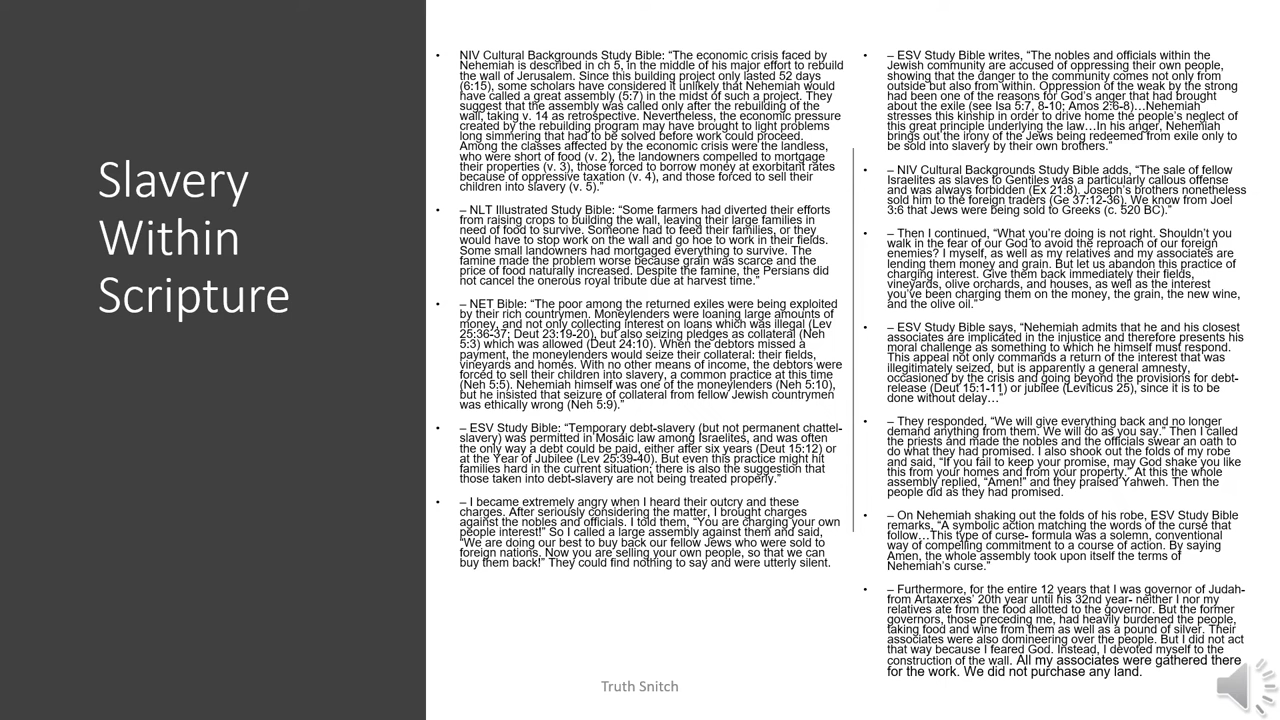 Slavery
Within
Scripture
• NIV Cultural Backgrounds Study Bible: “The economic crisis faced by
Nehemiah is described in ch 5, in the middle of his major effort to rebuild
the wall of Jerusalem. Since this building project only lasted 52 days
(6:15), some scholars have considered it unlikely that Nehemiah would
have called a great assembly (5:7) in the midst of such a project. They
suggest that the assembly was called only after the rebuilding of the
wall, taking v. 14 as retrospective. Nevertheless, the economic pressure
created by the rebuilding program may have brought to light problems
long simmering that had to be solved before work could proceed.
Among the classes affected by the economic crisis were the landless,
who were short of food (v. 2), the landowners compelled to mortgage
their properties (v. 3), those forced to borrow money at exorbitant rates
because of oppressive taxation (v. 4), and those forced to sell their
children into slavery (v. 5).”
• – NLT Illustrated Study Bible: “Some farmers had diverted their efforts
from raising crops to building the wall, leaving their large families in
need of food to survive. Someone had to feed their families, or they
would have to stop work on the wall and go hoe to work in their fields.
Some small landowners had mortgaged everything to survive. The
famine made the problem worse because grain was scarce and the
price of food naturally increased. Despite the famine, the Persians did
not cancel the onerous royal tribute due at harvest time.”
• – NET Bible: “The poor among the returned exiles were being exploited
by their rich countrymen. Moneylenders were loaning large amounts of
money, and not only collecting interest on loans which was illegal (Lev
25:36-37; Deut 23:19-20), but also seizing pledges as collateral (Neh
5:3) which was allowed (Deut 24:10). When the debtors missed a
payment, the moneylenders would seize their collateral: their fields,
vineyards and homes. With no other means of income, the debtors were
forced to sell their children into slavery, a common practice at this time
(Neh 5:5). Nehemiah himself was one of the moneylenders (Neh 5:10),
but he insisted that seizure of collateral from fellow Jewish countrymen
was ethically wrong (Neh 5:9).”
• – ESV Study Bible: “Temporary debt-slavery (but not permanent chattel-
slavery) was permitted in Mosaic law among Israelites, and was often
the only way a debt could be paid, either after six years (Deut 15:12) or
at the Year of Jubilee (Lev 25:39-40). But even this practice might hit
families hard in the current situation; there is also the suggestion that
those taken into debt-slavery are not being treated properly.”
• – I became extremely angry when I heard their outcry and these
charges. After seriously considering the matter, I brought charges
against the nobles and officials. I told them, “You are charging your own
people interest!” So I called a large assembly against them and said,
“We are doing our best to buy back our fellow Jews who were sold to
foreign nations. Now you are selling your own people, so that we can
buy them back!” They could find nothing to say and were utterly silent.
• – ESV Study Bible writes, “The nobles and officials within the
Jewish community are accused of oppressing their own people,
showing that the danger to the community comes not only from
outside but also from within. Oppression of the weak by the strong
had been one of the reasons for God’s anger that had brought
about the exile (see Isa 5:7, 8-10; Amos 2:6-8)…Nehemiah
stresses this kinship in order to drive home the people’s neglect of
this great principle underlying the law…In his anger, Nehemiah
brings out the irony of the Jews being redeemed from exile only to
be sold into slavery by their own brothers.”
• – NIV Cultural Backgrounds Study Bible adds, “The sale of fellow
Israelites as slaves to Gentiles was a particularly callous offense
and was always forbidden (Ex 21:8). Joseph’s brothers nonetheless
sold him to the foreign traders (Ge 37:12-36). We know from Joel
3:6 that Jews were being sold to Greeks (c. 520 BC).”
• – Then I continued, “What you’re doing is not right. Shouldn’t you
walk in the fear of our God to avoid the reproach of our foreign
enemies? I myself, as well as my relatives and my associates are
lending them money and grain. But let us abandon this practice of
charging interest. Give them back immediately their fields,
vineyards, olive orchards, and houses, as well as the interest
you’ve been charging them on the money, the grain, the new wine,
and the olive oil.”
• – ESV Study Bible says, “Nehemiah admits that he and his closest
associates are implicated in the injustice and therefore presents his
moral challenge as something to which he himself must respond.
This appeal not only commands a return of the interest that was
illegitimately seized, but is apparently a general amnesty,
occasioned by the crisis and going beyond the provisions for debt-
release (Deut 15:1-11) or jubilee (Leviticus 25), since it is to be
done without delay…”
• – They responded, “We will give everything back and no longer
demand anything from them. We will do as you say.” Then I called
the priests and made the nobles and the officials swear an oath to
do what they had promised. I also shook out the folds of my robe
and said, “If you fail to keep your promise, may God shake you like
this from your homes and from your property.” At this the whole
assembly replied, “Amen!” and they praised Yahweh. Then the
people did as they had promised.
• – On Nehemiah shaking out the folds of his robe, ESV Study Bible
remarks, “A symbolic action matching the words of the curse that
follow…This type of curse- formula was a solemn, conventional
way of compelling commitment to a course of action. By saying
Amen, the whole assembly took upon itself the terms of
Nehemiah’s curse.”
• – Furthermore, for the entire 12 years that I was governor of Judah-
from Artaxerxes’ 20th year until his 32nd year- neither I nor my
relatives ate from the food allotted to the governor. But the former
governors, those preceding me, had heavily burdened the people,
taking food and wine from them as well as a pound of silver. Their
associates were also domineering over the people. But I did not act
that way because I feared God. Instead, I devoted myself to the
construction of the wall. All my associates were gathered there
for the work. We did not purchase any land.
Truth Snitch